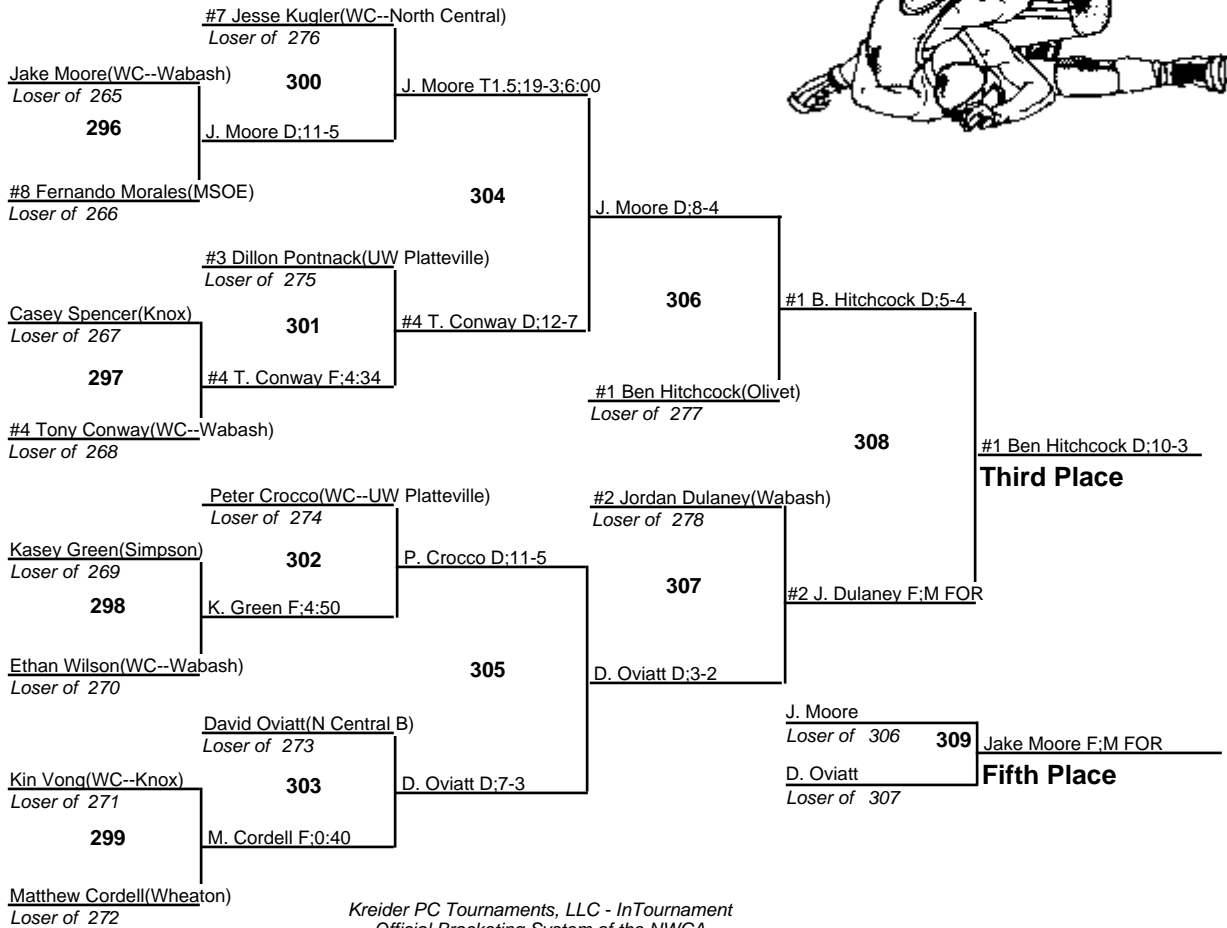 #7 Jesse Kugler(WC--North Central)
Loser of 276
Jake Moore(WC--Wabash)
Loser of 265
300
J. Moore T1.5;19-3;6:00
296
J. Moore D;11-5
#8 Fernando Morales(MSOE)
Loser of 266
304
J. Moore D;8-4
#3 Dillon Pontnack(UW Platteville)
Loser of 275
Casey Spencer(Knox)
Loser of 267
301
#4 T. Conway D;12-7
306
#1 B. Hitchcock D;5-4
297
#4 T. Conway F;4:34
#1 Ben Hitchcock(Olivet)
Loser of 277
#4 Tony Conway(WC--Wabash)
Loser of 268
308
#1 Ben Hitchcock D;10-3
Third Place
Peter Crocco(WC--UW Platteville)
Loser of 274
#2 Jordan Dulaney(Wabash)
Loser of 278
Kasey Green(Simpson)
Loser of 269
302
P. Crocco D;11-5
307
#2 J. Dulaney F;M FOR
298
K. Green F;4:50
Ethan Wilson(WC--Wabash)
Loser of 270
305
D. Oviatt D;3-2
David Oviatt(N Central B)
Loser of 273
J. Moore
Loser of 306
309
Jake Moore F;M FOR
Fifth Place
Kin Vong(WC--Knox)
Loser of 271
303
D. Oviatt D;7-3
D. Oviatt
Loser of 307
299
M. Cordell F;0:40
Matthew Cordell(Wheaton)
Loser of 272
Kreider PC Tournaments, LLC - InTournament
Official Bracketing System of the NWCA